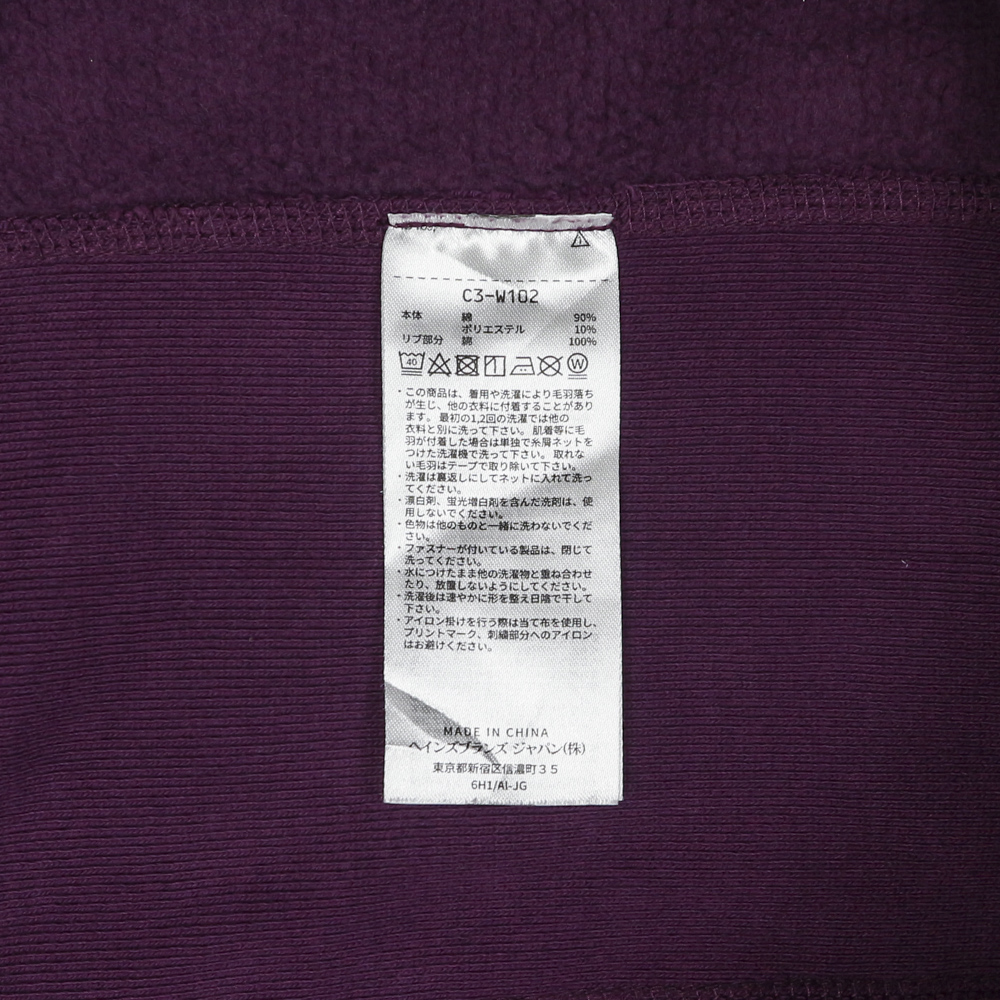 C3-W102
本体 綿 90%
ポリエステル 10%
リブ部分 綿 100%
40 W
・この商品は、着用や洗濯により毛羽落ち
が生じ、他の衣料に付着することがあり
ます。 最初の1,2回の洗濯では他の
衣料と別に洗って下さい。 肌着等に毛
羽が付着した場合は単独で糸屑ネットを
つけた洗濯機で洗って下さい。 取れな
い毛羽はテープで取り除いて下さい。
・洗濯は裏返しにしてネットに入れて洗っ
てください。
・漂白剤、蛍光増白剤を含んだ洗剤は、使
用しないでください。
・色物は他のものと一緒に洗わないでくだ
さい。
・ファスナーが付いている製品は、閉じて
洗ってください。
・水につけたまま他の洗濯物と重ね合わせ
たり、放置しないようにしてください。
・洗濯後は速やかに形を整え日陰で干して
下さい。
・アイロン掛けを行う際は当て布を使用し、
プリントマーク、刺繍部分へのアイロン
はお避けください。
MADE IN CHINA
ヘインズブランズ ジャパン(株)
東京都新宿区信濃町35
6H1/AI-JG